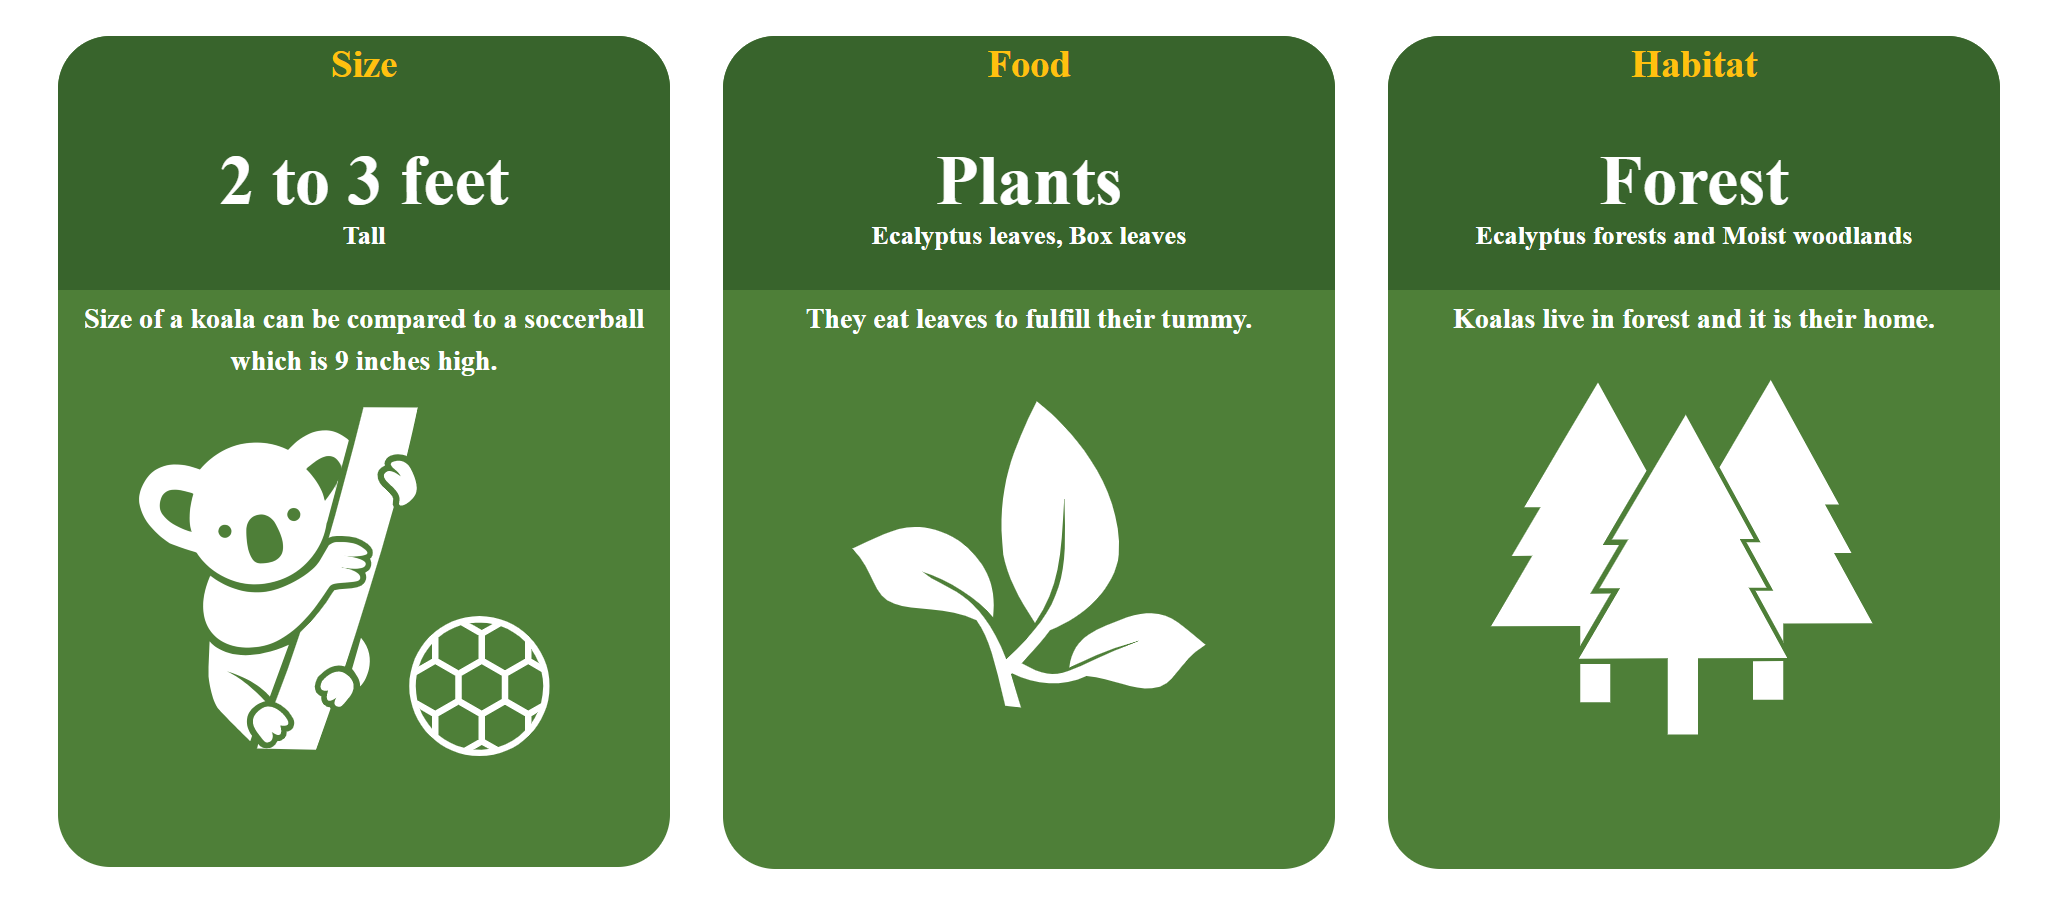 Size
2 to 3 feet
Tall
Size of a koala can be compared to a soccerball
which is 9 inches high.
Food
Plants
Ecalyptus leaves, Box leaves
They eat leaves to fulfill their tummy.
Habitat
Forest
Ecalyptus forests and Moist woodlands
Koalas live in forest and it is their home.